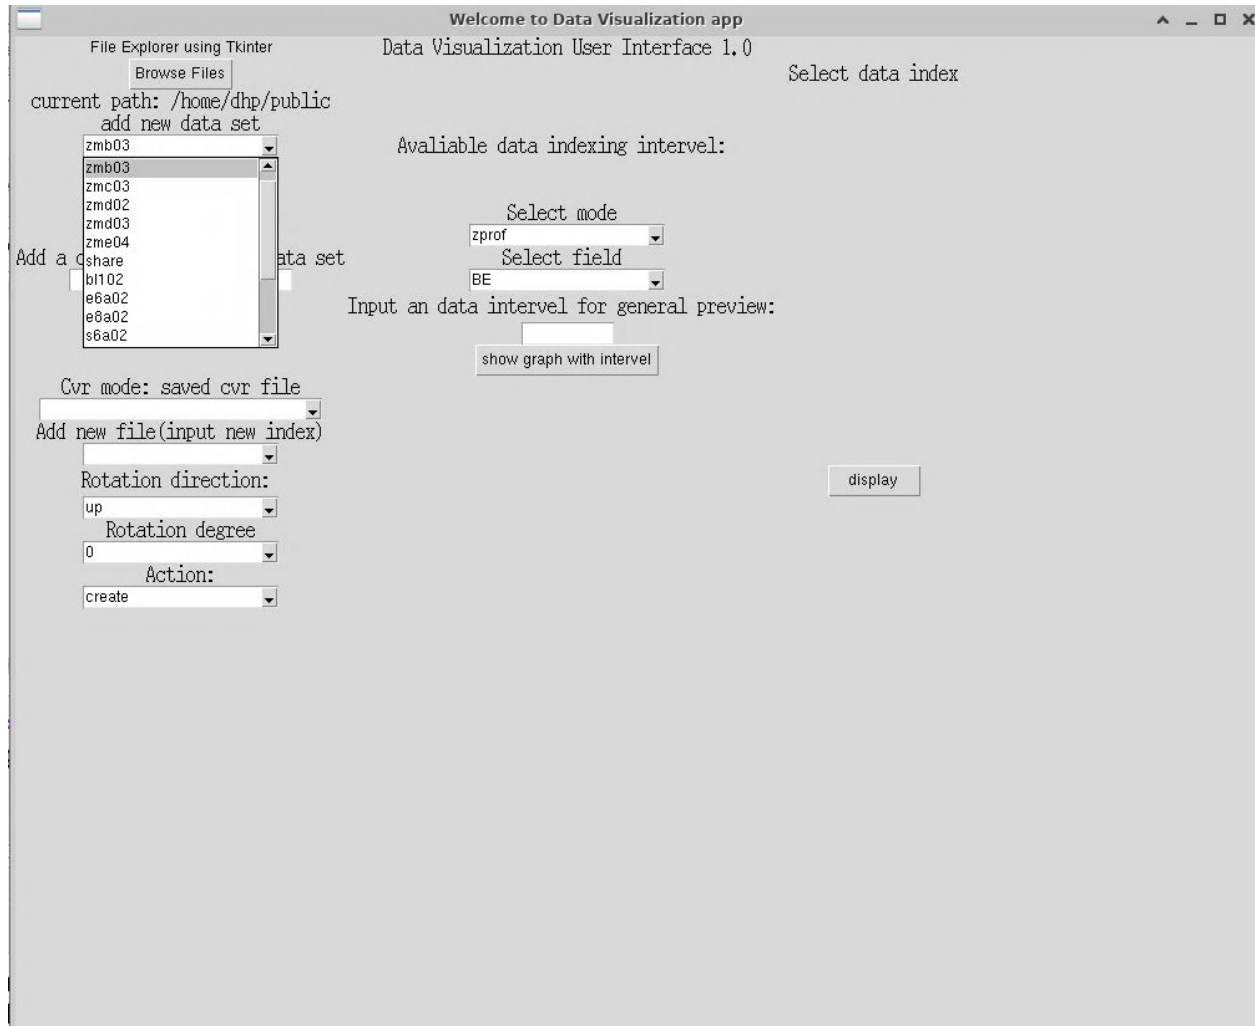 Welcome to Data Visualization app
File Explorer using Tkinter
Browse Files
current path: /home/dhp/public
add new data set
zmb03
zmb03
zmc03
zmd02
zmd03
zme04
share
bl102
e6a02
e8a02
s6a02
Add a
ata set
Cvr mode: saved cvr file
Add new file(input new index)
Rotation direction:
up
Rotation degree
0
Action:
create
Data Visualization User Interface 1.0
Avaliable data indexing intervel:
Select mode
zprof
Select field
BE
Input an data intervel for general preview:
show graph with intervel
Select data index
display